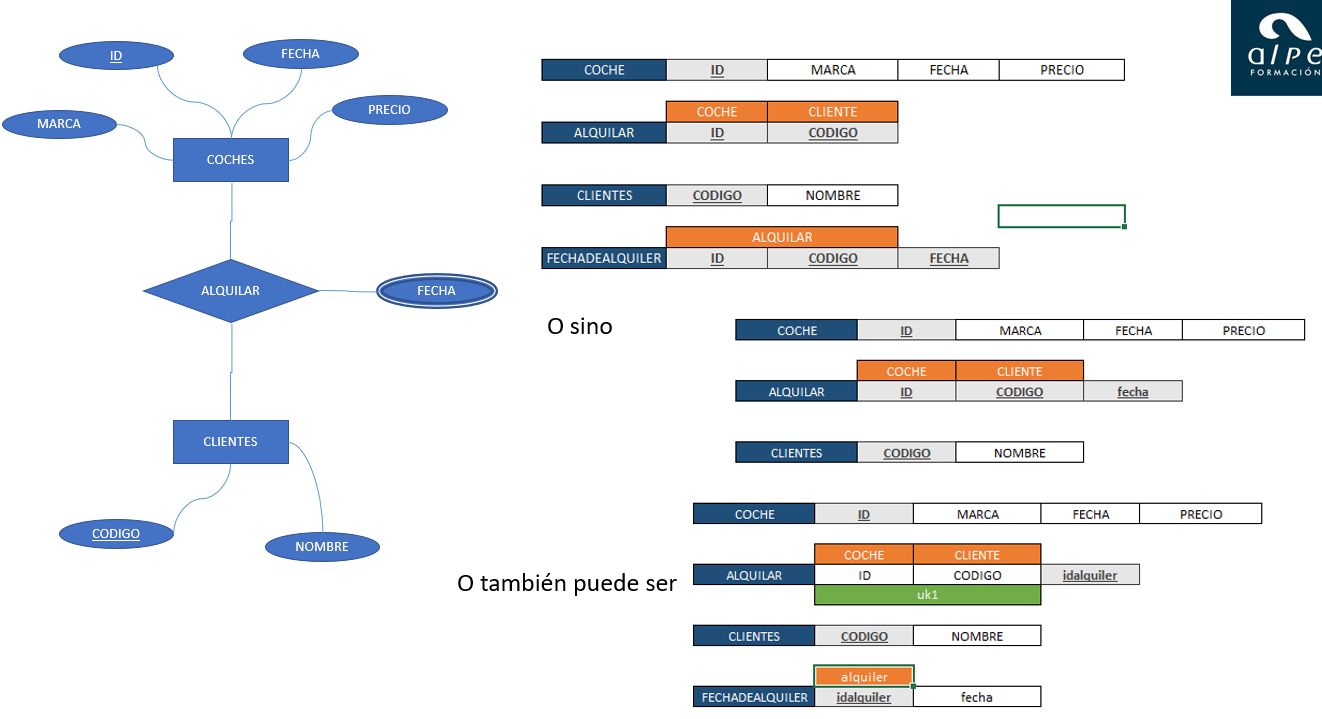 ID
FECHA
MARCA
PRECIO
COCHES
ALQUILAR
FECHA
CLIENTES
CODIGO
NOMBRE
alpe
FORMACIÓN
COCHE ID MARCA FECHA PRECIO
COCHE CLIENTE
ALQUILAR ID CODIGO
CLIENTES CODIGO NOMBRE
ALQUILAR
FECHADEALQUILER ID CODIGO FECHA
O sino
COCHE ID MARCA FECHA PRECIO
COCHE CLIENTE
ALQUILAR ID CODIGO fecha
CLIENTES CODIGO NOMBRE
O también puede ser
COCHE ID MARCA FECHA PRECIO
COCHE CLIENTE
ALQUILAR ID CODIGO idalquiler
uk1
CLIENTES CODIGO NOMBRE
alquiler
FECHADEALQUILER idalquiler fecha